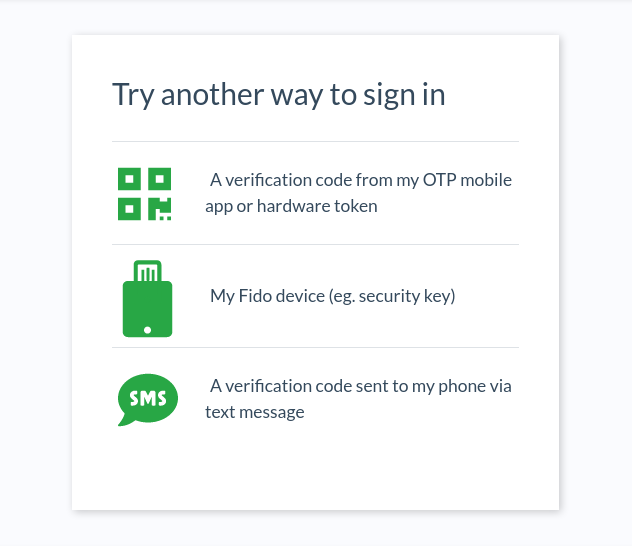 Try another way to sign in
A verification code from my OTP mobile
app or hardware token
My Fido device (eg. security key)
SMS
A verification code sent to my phone via
text message